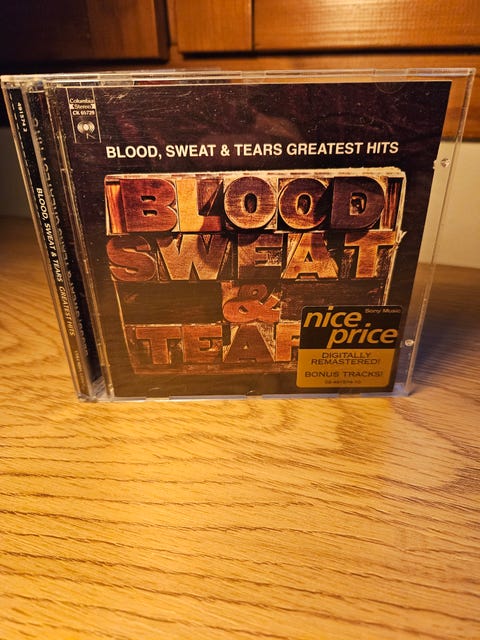 Columbia
Stereo
CK 65729
BLOOD, SWEAT & TEARS GREATEST HITS
BLOOD
SWEAT
&
TEAR
Sony Music
nice
price
DIGITALLY
REMASTERED!
BONUS TRACKS!
BLOOD, SWEAT & TEARS GREATEST HITS